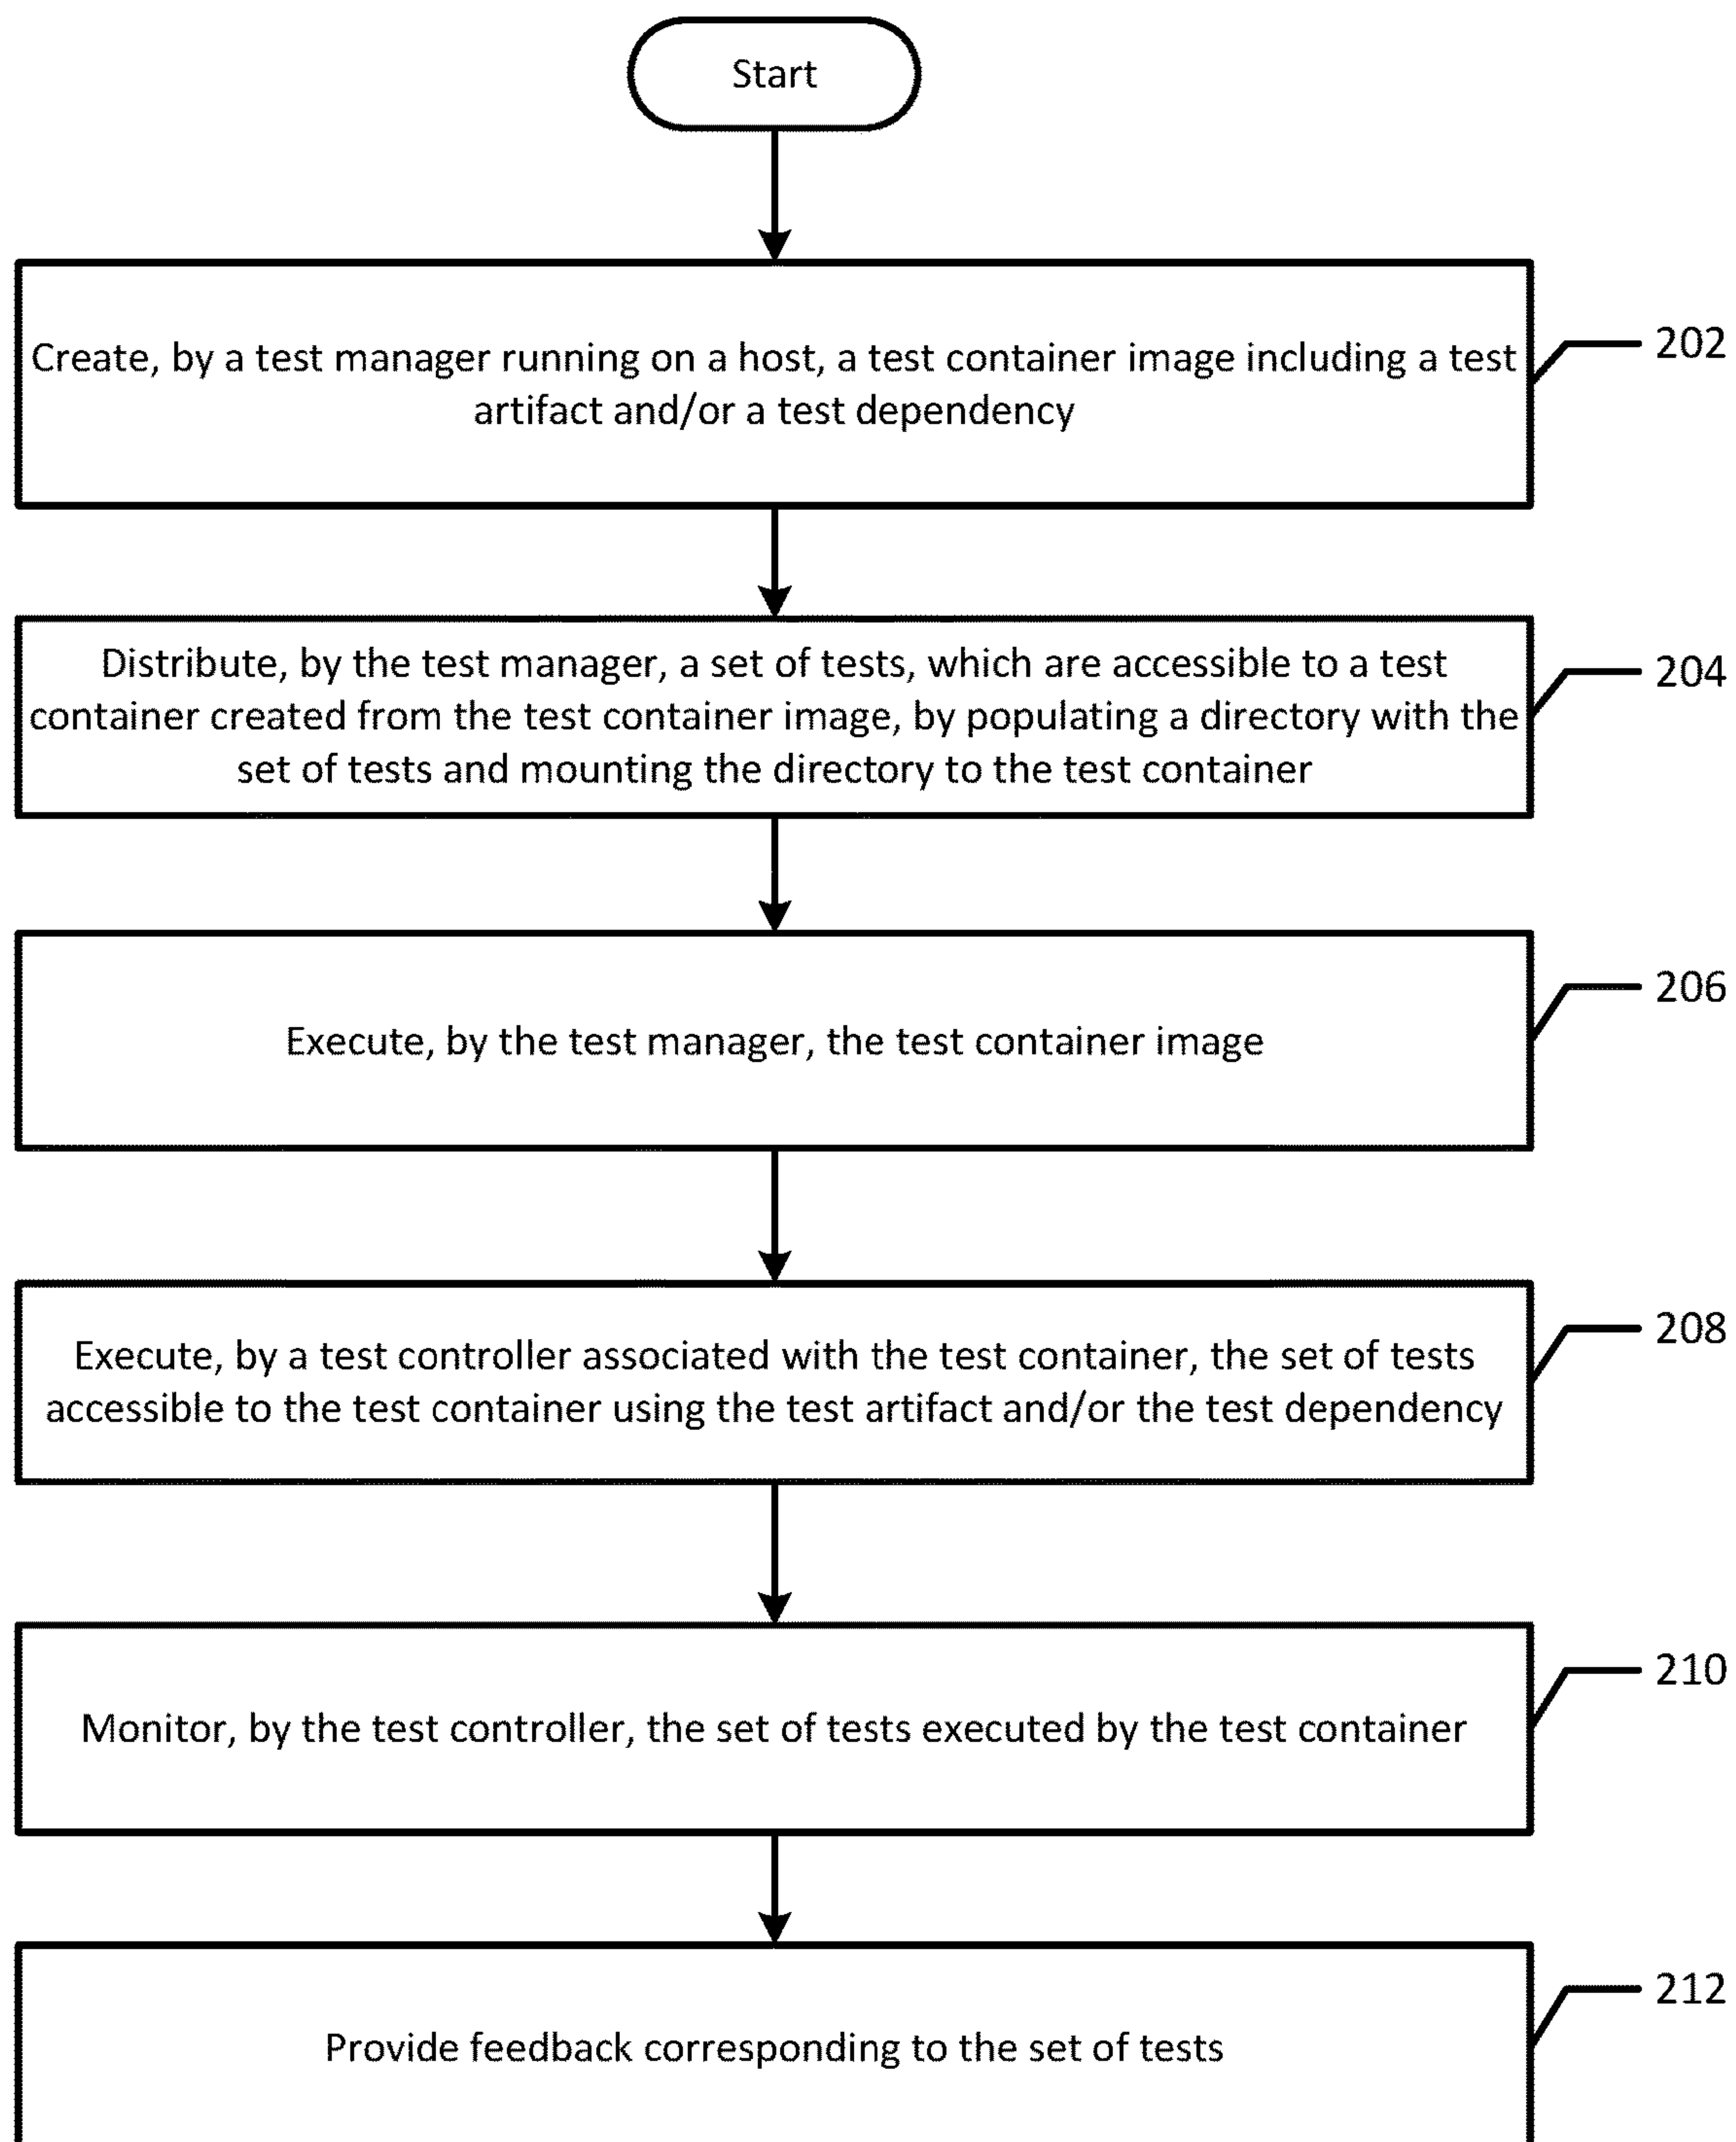 Start
Create, by a test manager running on a host, a test container image including a test
artifact and/or a test dependency
202
Distribute, by the test manager, a set of tests, which are accessible to a test
container created from the test container image, by populating a directory with the
set of tests and mounting the directory to the test container
204
Execute, by the test manager, the test container image
206
Execute, by a test controller associated with the test container, the set of tests
accessible to the test container using the test artifact and/or the test dependency
208
Monitor, by the test controller, the set of tests executed by the test container
210
Provide feedback corresponding to the set of tests
212